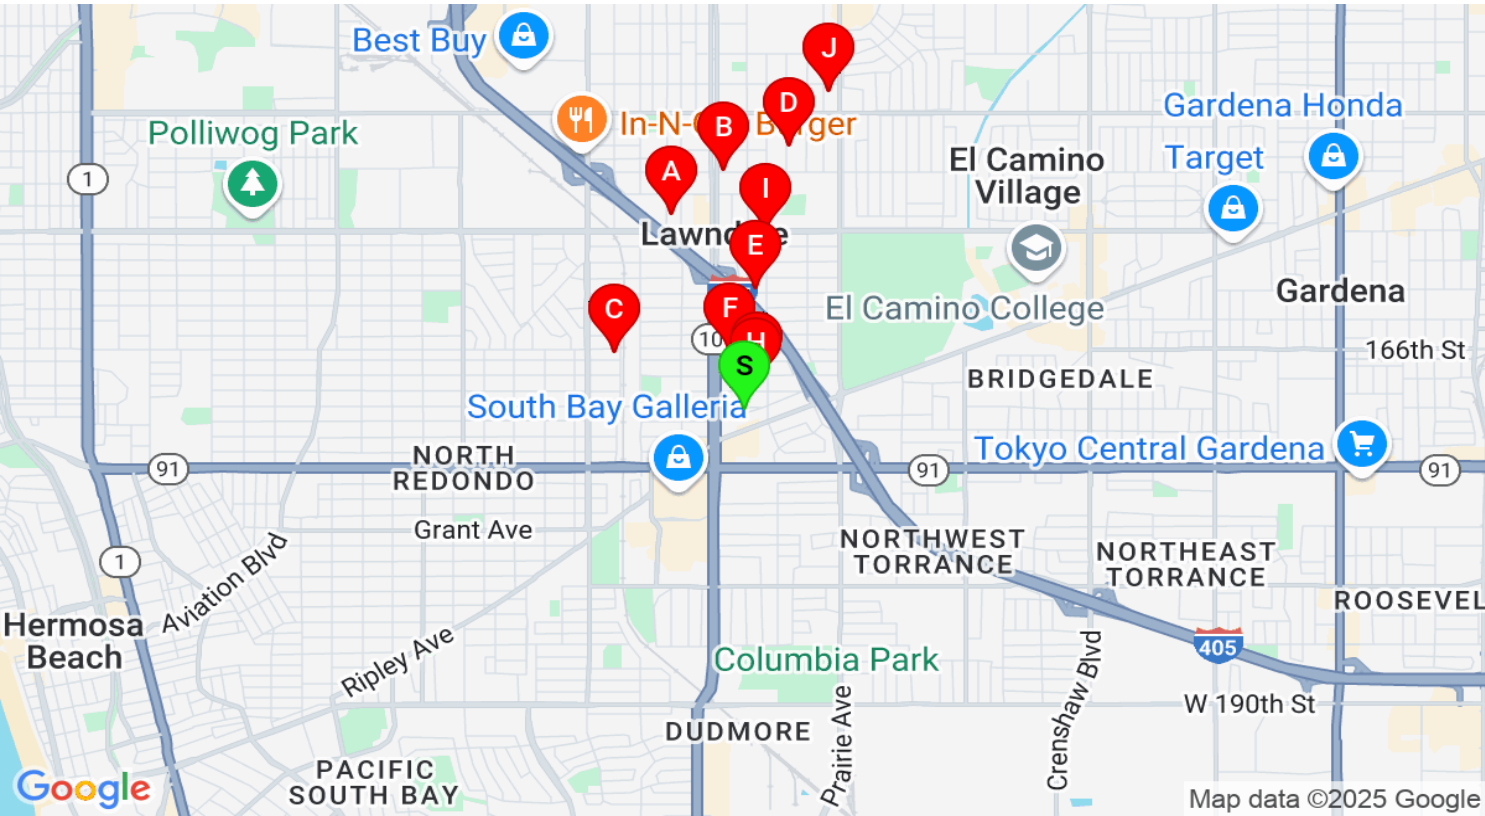 Best Buy
J
D
Gardena Honda
In-N-
B
Burger
Polliwog Park
Target
El Camino
Village
1
A
I
Lawndale
E
Gardena
C
F
El Camino College
10
H
166th St
S
BRIDGEDALE
South Bay Galleria
NORTH
REDONDO
Tokyo Central Gardena
91
91
91
Grant Ave
NORTHWEST
TORRANCE
NORTHEAST
TORRANCE
1
Aviation Blvd
ROOSEVEL
Hermosa
Beach
405
Ripley Ave
Columbia Park
Crenshaw Blvd
W 190th St
Prairie Ave
DUDMORE
PACIFIC
SOUTH BAY
Google
Map data ©2025 Google